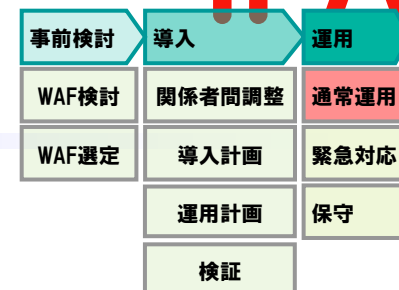 事前検討
導入
運用
WAF検討
関係者間調整
通常運用
WAF選定
導入計画
緊急対応
運用計画
保守
検証